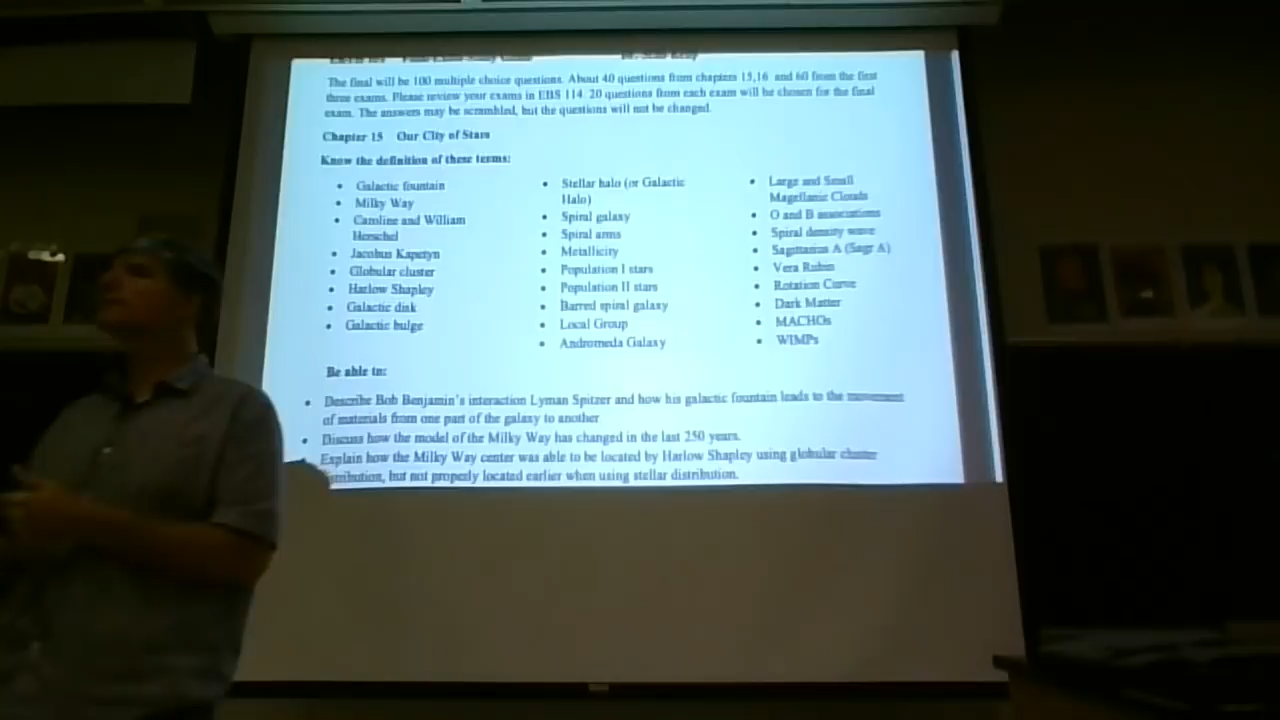 The final will be 100 multiple choice questions. About 40 questions from chapters 15,16 and 60 from the first
three exams. Please review your exams in EBS 114. 20 questions from each exam will be chosen for the final
exam. The answers may be scrambled, but the questions will not be changed.
Chapter 15 Our City of Stars
Know the definition of these terms:
• Galactic fountain
• Milky Way
• Caroline and William
Herschel
• Jacobus Kapetyn
• Globular cluster
• Harlow Shapley
• Galactic disk
• Galactic bulge
• Stellar halo (or Galactic
Halo)
• Spiral galaxy
• Spiral arms
• Metallicity
• Population I stars
• Population II stars
• Barred spiral galaxy
• Local Group
• Andromeda Galaxy
• Large and Small
Magellanic Clouds
• O and B associations
• Spiral density wave
• Sagittarius A (Sagr A)
• Vera Rubin
• Rotation Curve
• Dark Matter
• MACHOs
• WIMPs
Be able to:
• Describe Bob Benjamin's interaction Lyman Spitzer and how his galactic fountain leads to the movement
of materials from one part of the galaxy to another
• Discuss how the model of the Milky Way has changed in the last 250 years.
Explain how the Milky Way center was able to be located by Harlow Shapley using globular cluster
but not properly located earlier when using stellar distribution.